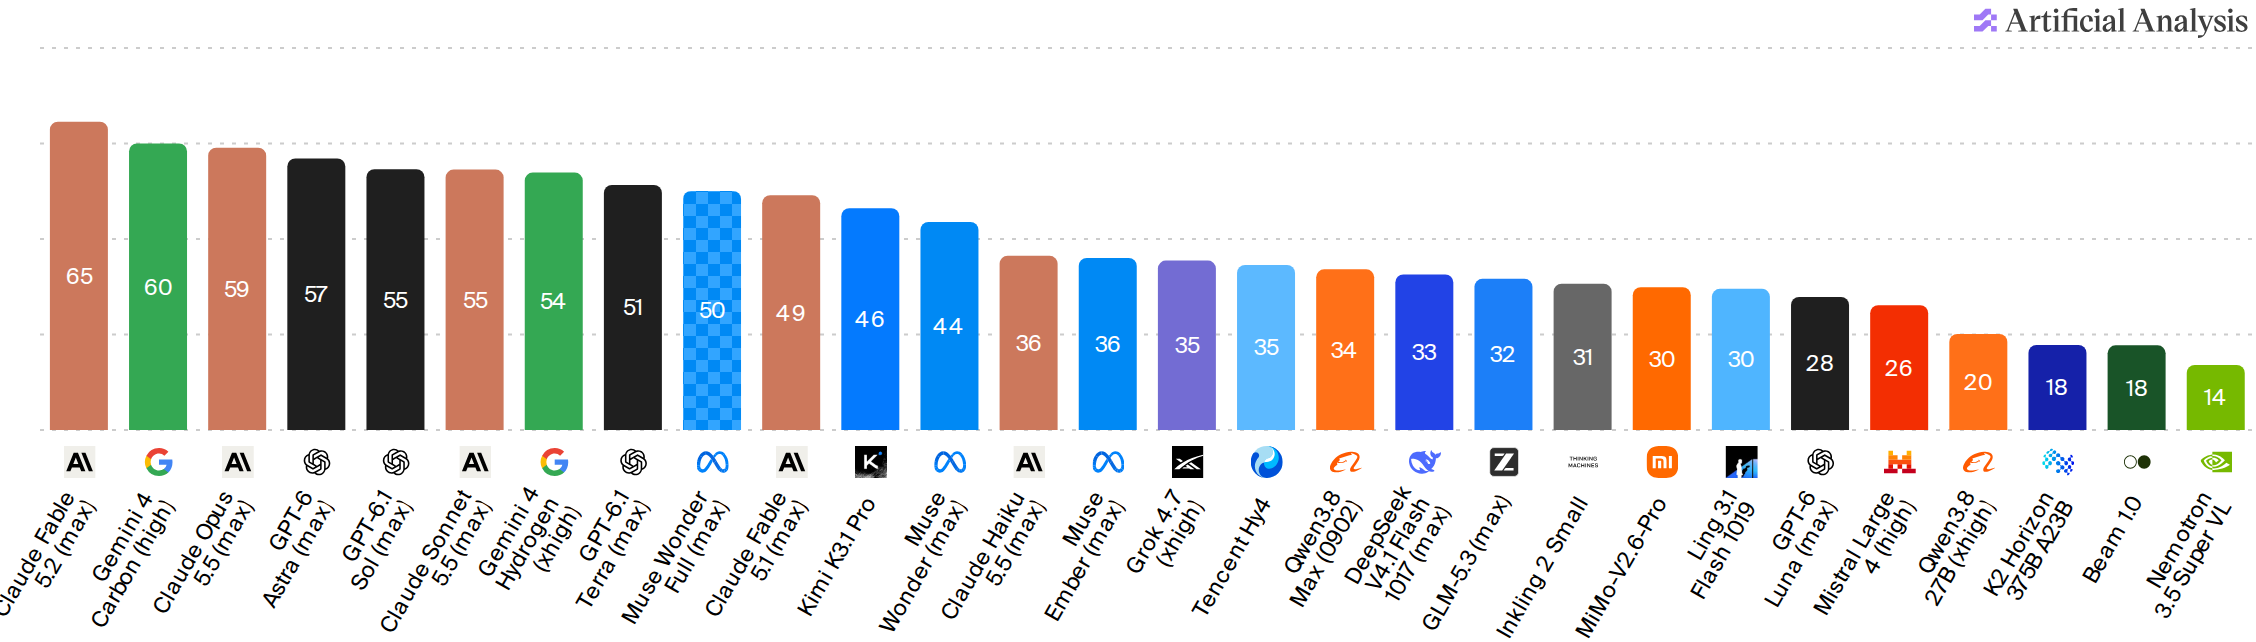 Artificial Analysis
65
60
59
57
55
55
54
51
50
49
46
44
36
36
35
35
34
33
32
31
30
30
28
26
20
18
18
14
THINKING
MACHINES
Claude Fable
5.2 (max)
Gemini 4
Carbon (high)
Claude Opus
5.5 (max)
GPT-6
Astra (max)
GPT-6.1
Sol (max)
Claude Sonnet
5.5 (max)
Gemini 4
Hydrogen
(xhigh)
GPT-6.1
Terra (max)
Muse Wonder
Full (max)
Claude Fable
5.1 (max)
Kimi K3.1 Pro
Muse
Wonder (max)
Claude Haiku
5.5 (max)
Muse
Ember (max)
Grok 4.7
(xhigh)
Tencent Hy4
Qwen3.8
Max (0902)
DeepSeek
V4.1 Flash
1017 (max)
GLM-5.3 (max)
Inkling 2 Small
MiMo-V2.6-Pro
Ling 3.1
Flash 1019
GPT-6
Luna (max)
Mistral Large
4 (high)
Qwen3.8
27B (xhigh)
K2 Horizon
375B A23B
Beam 1.0
Nemotron
3.5 Super VL